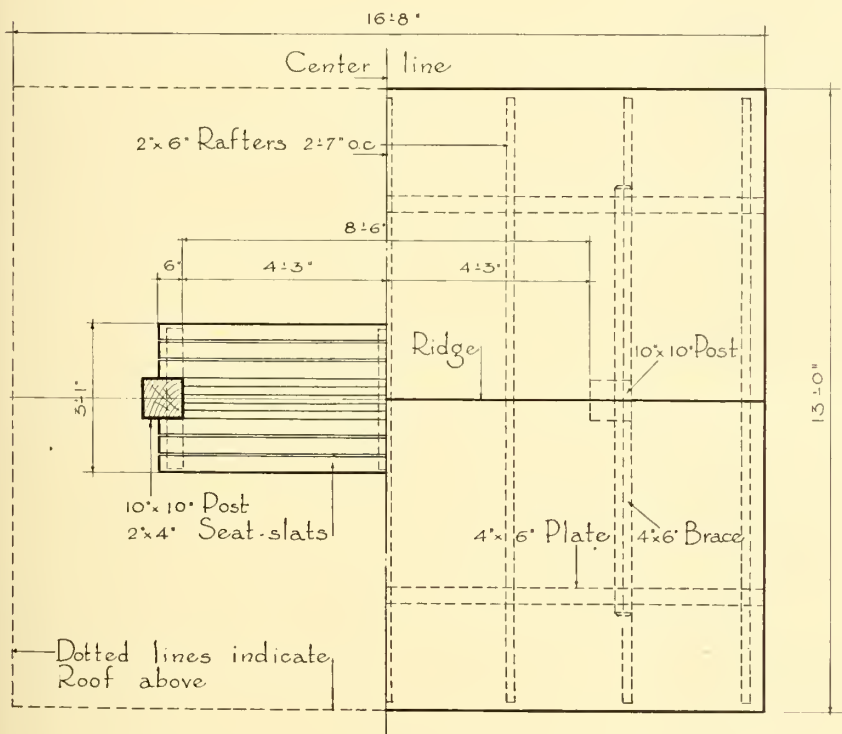 16'-8"
Center line
2"x 6" Rafters 2'-7" o.c
8'-6"
6" 4'-3" 4'-3"
Ridge
10"x 10" Post
3'-1"
13'-0"
10"x 10" Post
2"x4" Seat-slats
4"x 6" Plate
4"x6" Brace
Dotted lines indicate
Roof above